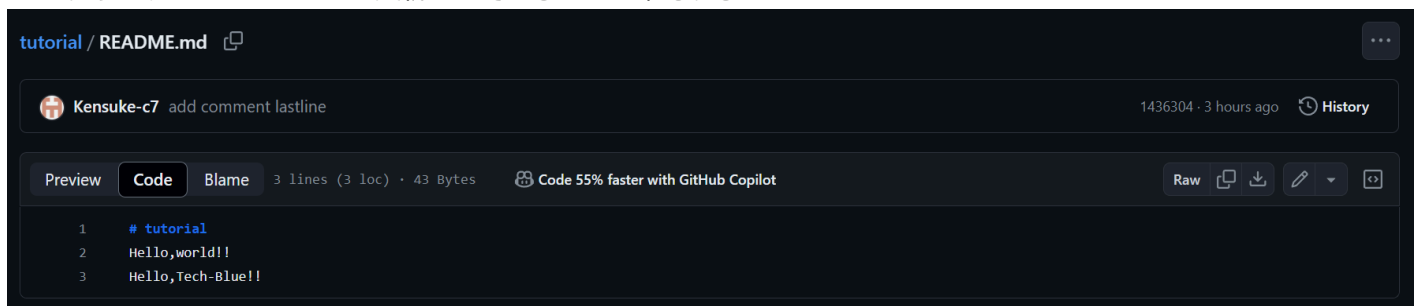 tutorial / README.md
Kensuke-c7 add comment lastline
1436304 · 3 hours ago History
Preview Code Blame 3 lines (3 loc) · 43 Bytes Code 55% faster with GitHub Copilot Raw
1 # tutorial
2 Hello,world!!
3 Hello,Tech-Blue!!